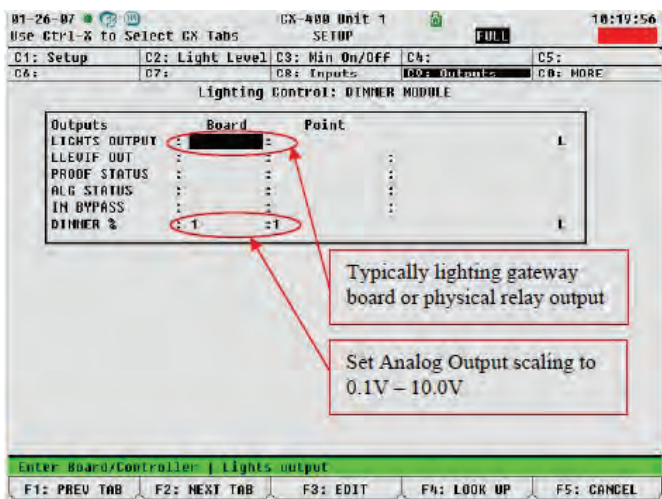 01-26-07 CX-400 Unit 1 10:19:56
Use Ctrl-X to Select CX Tabs SETUP FULL
C1: Setup C2: Light Level C3: Min On/Off C4: C5:
C6: C7: C8: Inputs C9: Outputs C0: MORE
Lighting Control: DIMMER MODULE
Outputs Board Point
LIGHTS OUTPUT : : L
LLEVIF OUT : : :
PROOF STATUS : : :
ALG STATUS : : :
IN BYPASS : : :
DIMMER % : 1 :1 L
Typically lighting gateway
board or physical relay output
Set Analog Output scaling to
0.1V – 10.0V
Enter Board/Controller | Lights output
F1: PREV TAB F2: NEXT TAB F3: EDIT F4: LOOK UP F5: CANCEL